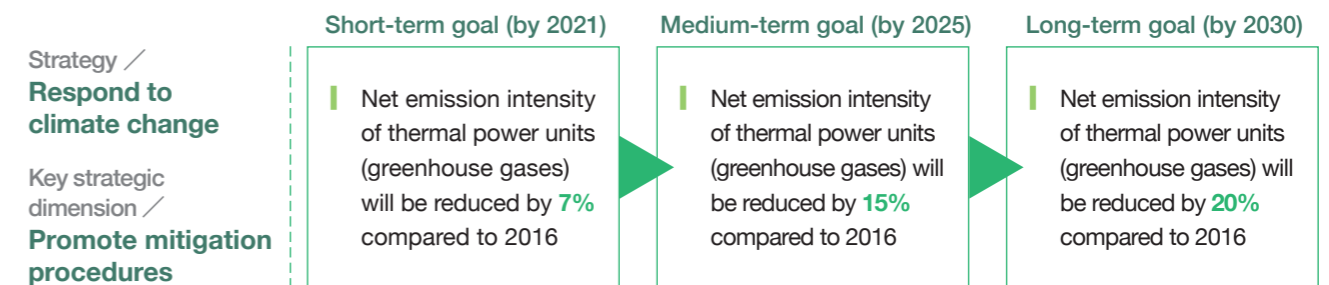 Strategy ／
Respond to
climate change
Key strategic
dimension ／
Promote mitigation
procedures
Short-term goal (by 2021)
Net emission intensity
of thermal power units
(greenhouse gases)
will be reduced by 7%
compared to 2016
Medium-term goal (by 2025)
Net emission intensity
of thermal power units
(greenhouse gases) will
be reduced by 15%
compared to 2016
Long-term goal (by 2030)
Net emission intensity
of thermal power units
(greenhouse gases) will
be reduced by 20%
compared to 2016